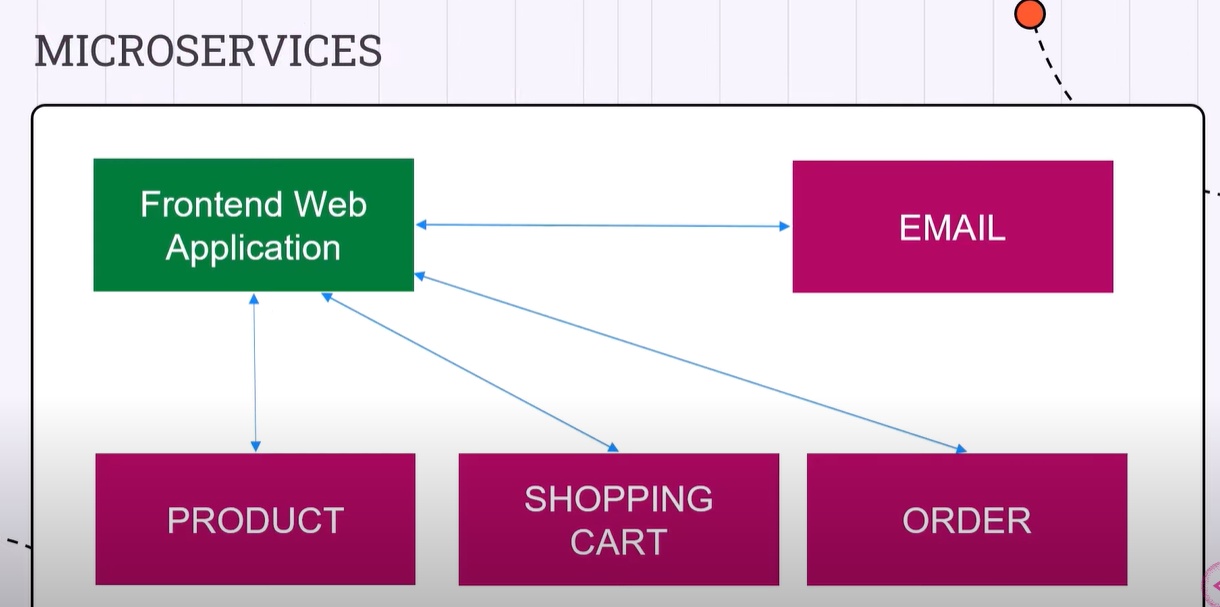 MICROSERVICES
Frontend Web
Application
EMAIL
PRODUCT
SHOPPING
CART
ORDER